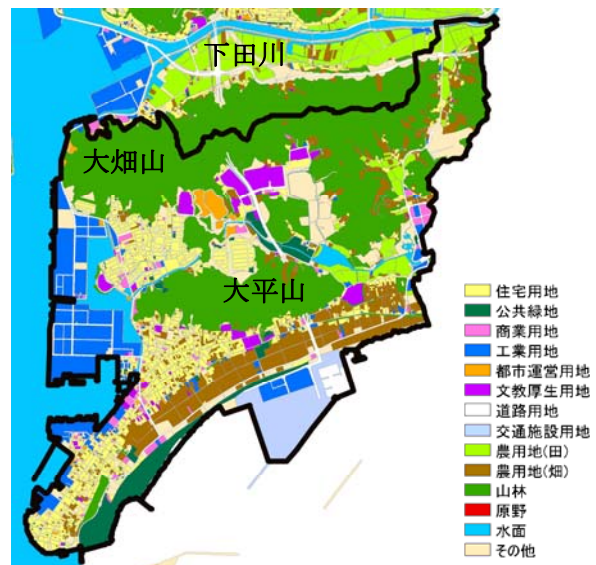 下田川
大畑山
大平山
住宅用地
公共緑地
商業用地
工業用地
都市運営用地
文教厚生用地
道路用地
交通施設用地
農用地(田)
農用地(畑)
山林
原野
水面
その他